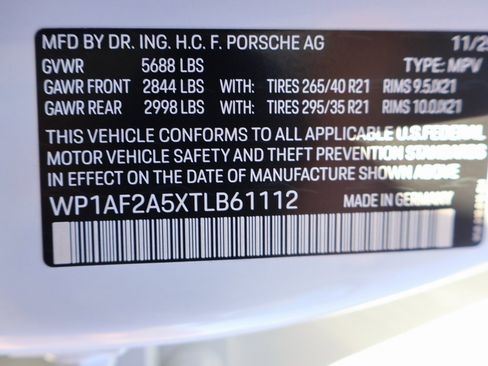 MFD BY DR. ING. H.C. F. PORSCHE AG 11/25
GVWR 5688 LBS TYPE: MPV
GAWR FRONT 2844 LBS WITH: TIRES 265/40 R21 RIMS 9.5JX21
GAWR REAR 2998 LBS WITH: TIRES 295/35 R21 RIMS 10.0JX21
THIS VEHICLE CONFORMS TO ALL APPLICABLE U.S. FEDERAL
MOTOR VEHICLE SAFETY AND THEFT PREVENTION STANDARDS
IN EFFECT ON THE DATE OF MANUFACTURE SHOWN ABOVE
WP1AF2A5XTLB61112 MADE IN GERMANY